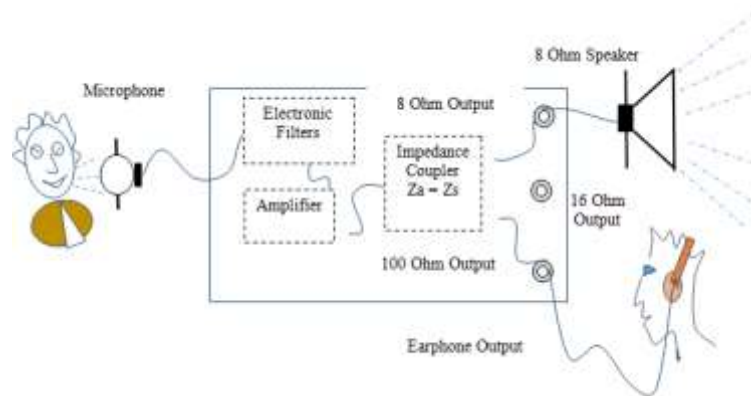 8 Ohm Speaker
Microphone
8 Ohm Output
Electronic
Filters
Impedance
Coupler
Za = Zs
Amplifier
16 Ohm
Output
100 Ohm Output
Earphone Output